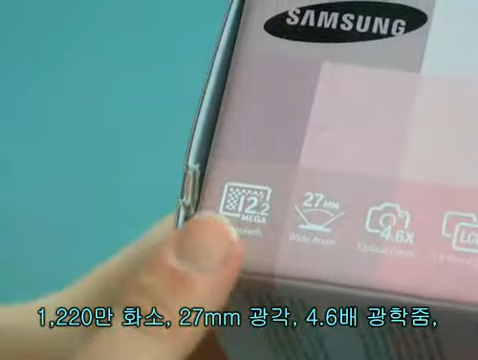 SAMSUNG
12.2
MEGA
27MM
Wide Angle
4.6X
Optical Zoom
LCD
1,220만 화소, 27mm 광각, 4.6배 광학줌,